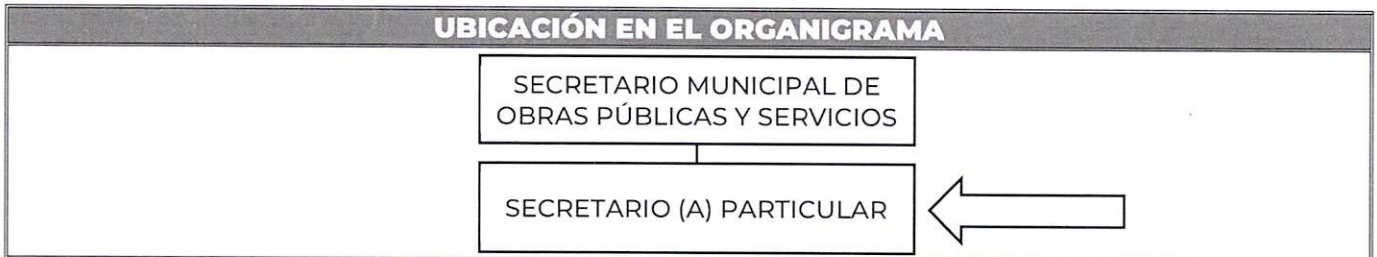 UBICACIÓN EN EL ORGANIGRAMA
SECRETARIO MUNICIPAL DE
OBRAS PÚBLICAS Y SERVICIOS
SECRETARIO (A) PARTICULAR